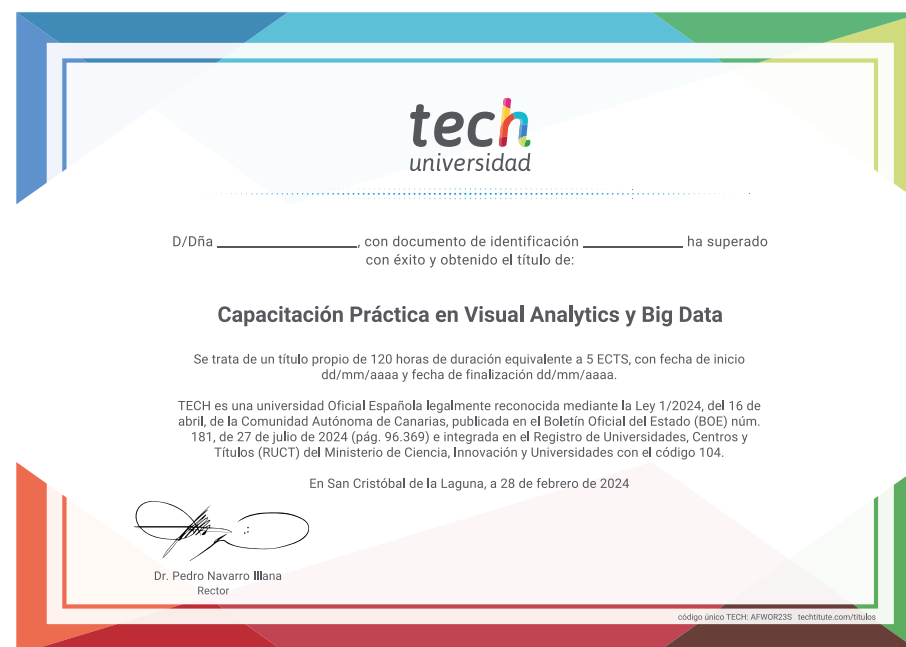 tech
universidad
D/Dña ____________, con documento de identificación ____________ ha superado
con éxito y obtenido el título de:
Capacitación Práctica en Visual Analytics y Big Data
Se trata de un título propio de 120 horas de duración equivalente a 5 ECTS, con fecha de inicio
dd/mm/aaaa y fecha de finalización dd/mm/aaaa.
TECH es una universidad Oficial Española legalmente reconocida mediante la Ley 1/2024, del 16 de
abril, de la Comunidad Autónoma de Canarias, publicada en el Boletín Oficial del Estado (BOE) núm.
181, de 27 de julio de 2024 (pág. 96.369) e integrada en el Registro de Universidades, Centros y
Títulos (RUCT) del Ministerio de Ciencia, Innovación y Universidades con el código 104.
En San Cristóbal de la Laguna, a 28 de febrero de 2024
Dr. Pedro Navarro Illana
Rector
código único TECH: AFWOR23S techtitute.com/titulos